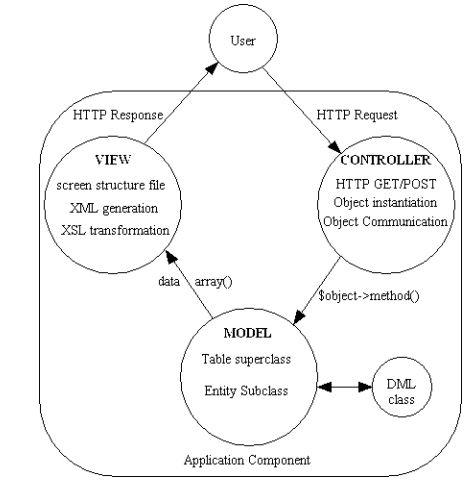 User
HTTP Response
HTTP Request
VIEW
screen structure file
XML generation
XSL transformation
CONTROLLER
HTTP GET/POST
Object instantiation
Object Communication
data array()
$object->method()
MODEL
Table superclass
Entity Subclass
DML
class
Application Component